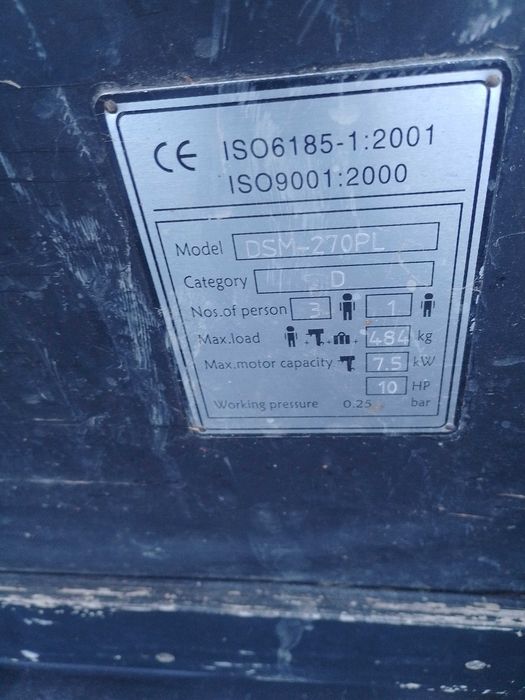 CE ISO6185-1:2001
ISO9001:2000
Model DSM-270PL
Category D
Nos.of person 3 1
Max.load 484 kg
Max.motor capacity 7.5 kW
10 HP
Working pressure 0.25 bar